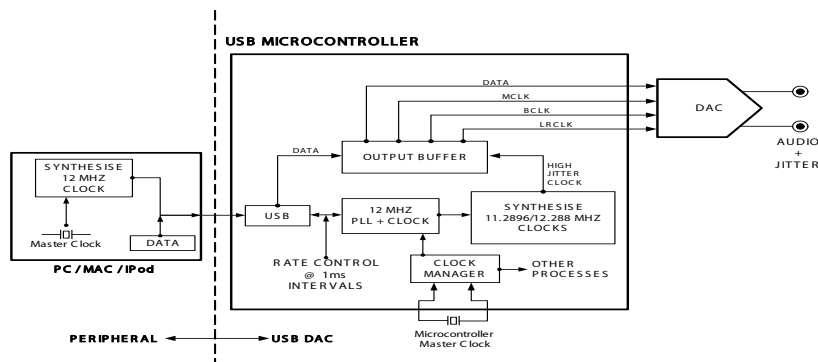 USB MICROCONTROLLER
DATA
MCLK
BCLK
LRCLK
DAC
AUDIO
+
JITTER
DATA
OUTPUT BUFFER
HIGH
JITTER
CLOCK
SYNTHESISE
12 MHZ
CLOCK
Master Clock
DATA
PC / MAC / IPod
USB
12 MHZ
PLL + CLOCK
SYNTHESISE
11.2896/12.288 MHZ
CLOCKS
RATE CONTROL
@ 1ms
INTERVALS
CLOCK
MANAGER
OTHER
PROCESSES
Microcontroller
Master Clock
PERIPHERAL
USB DAC